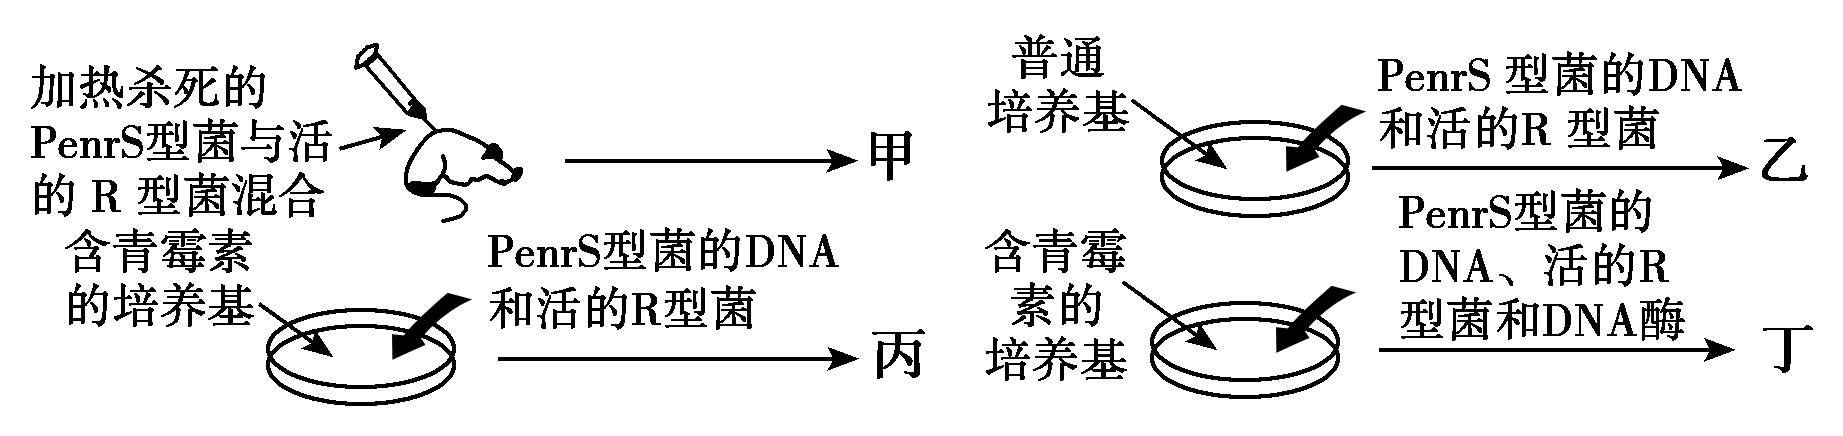 加热杀死的
PenrS型菌与活
的 R 型菌混合
甲
普通
培养基
PenrS 型菌的DNA
和活的R 型菌
乙
含青霉素
的培养基
PenrS型菌的DNA
和活的R型菌
丙
含青霉
素的
培养基
PenrS型菌的
DNA、活的R
型菌和DNA酶
丁